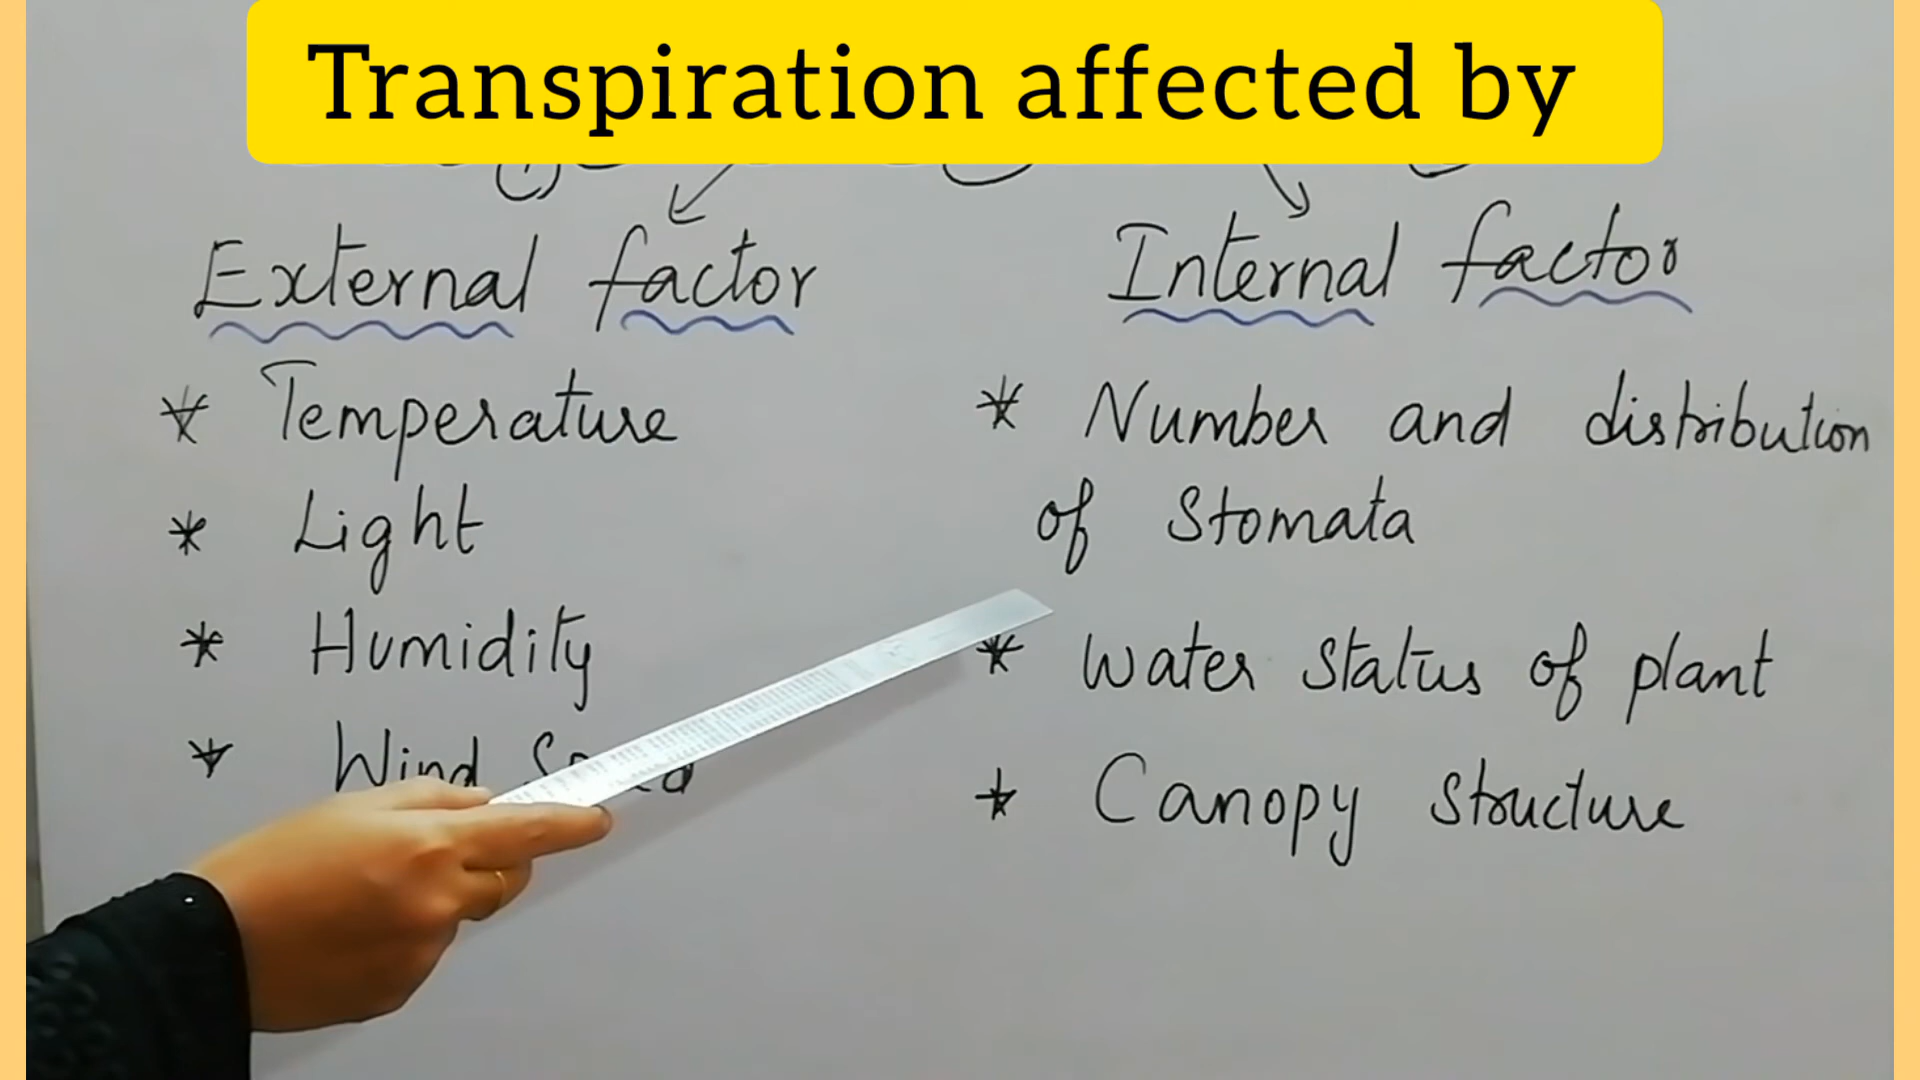 Transpiration affected by
External factor
Internal factor
* Temperature
* Light
* Humidity
* Wind
* Number and distribution
of Stomata
* Water status of plant
* Canopy structure